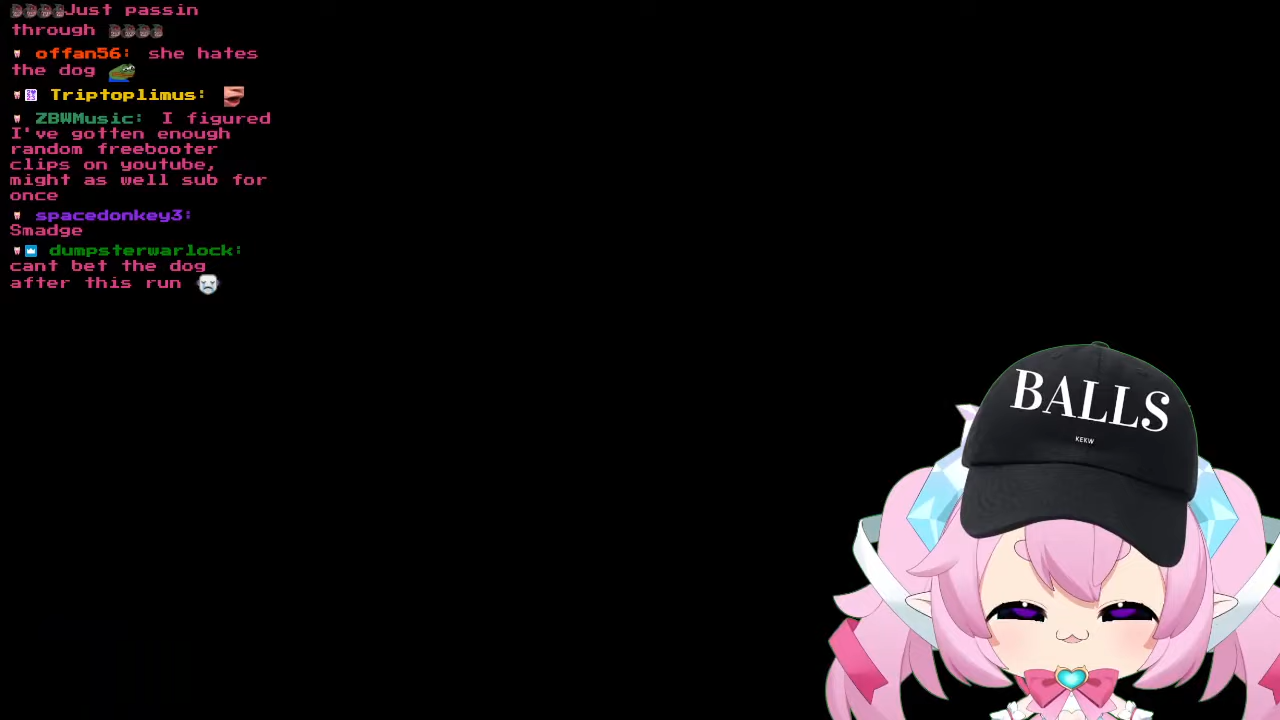 Just passin
through
offan56: she hates
the dog
Triptoplimus:
ZBWMusic: I figured
I've gotten enough
random freebooter
clips on youtube,
might as well sub for
once
spacedonkey3:
Smadge
dumpsterwarlock:
cant bet the dog
after this run
BALLS
KEKW